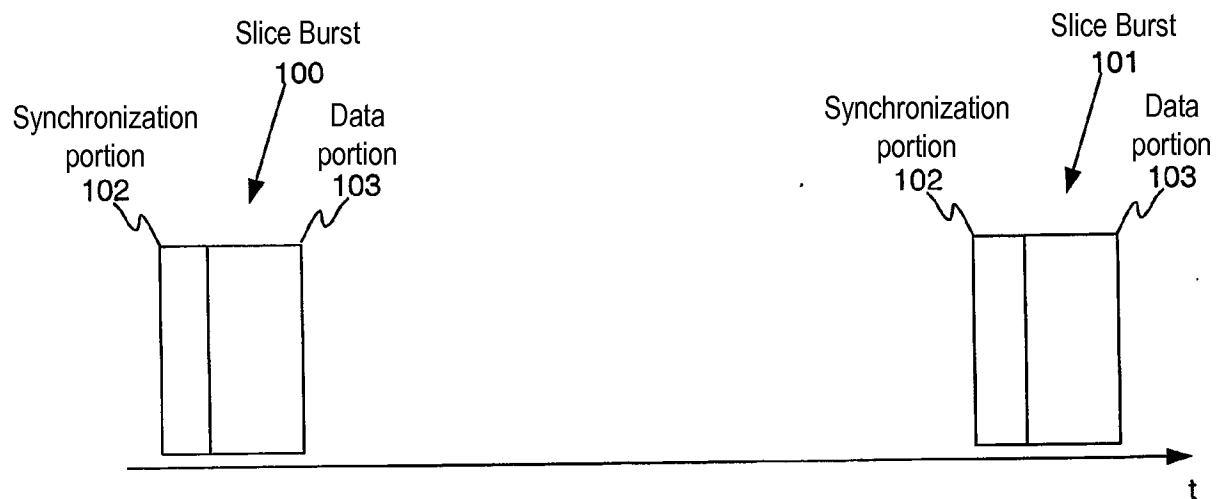 Slice Burst
100
Synchronization
portion
102
Data
portion
103
Slice Burst
101
Synchronization
portion
102
Data
portion
103
t